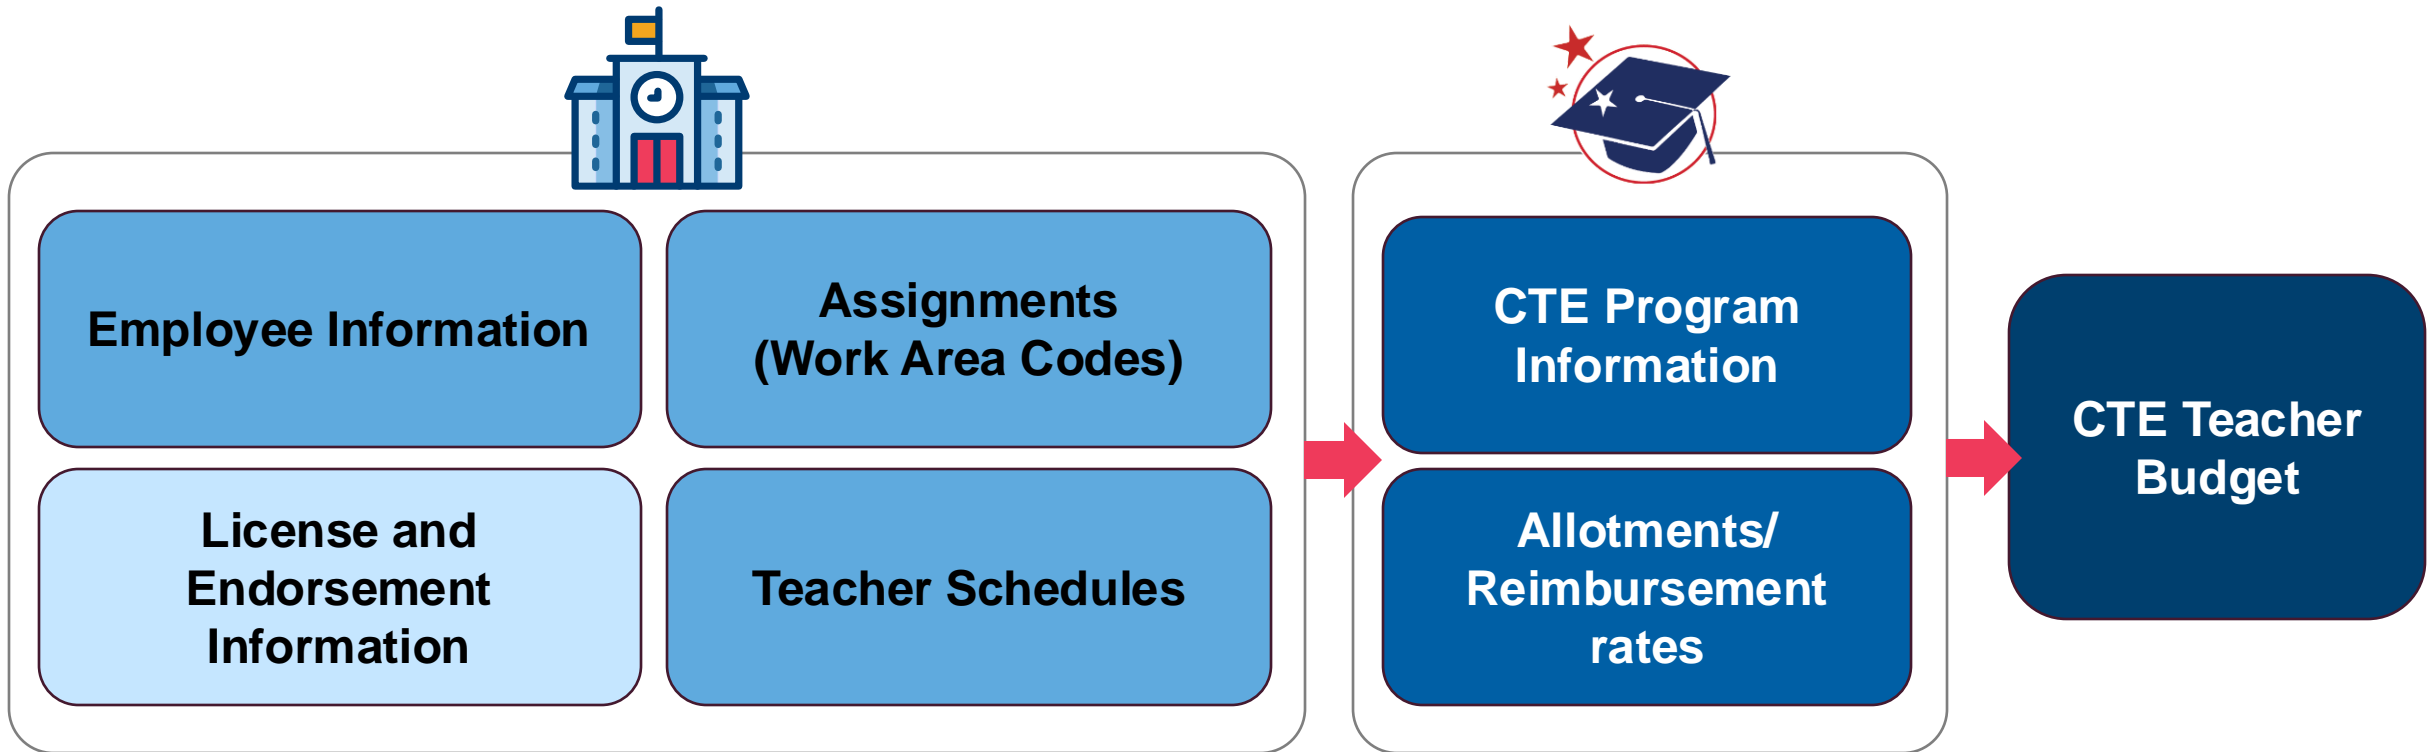 Employee Information
Assignments
(Work Area Codes)
License and
Endorsement
Information
Teacher Schedules
CTE Program
Information
Allotments/
Reimbursement
rates
CTE Teacher
Budget